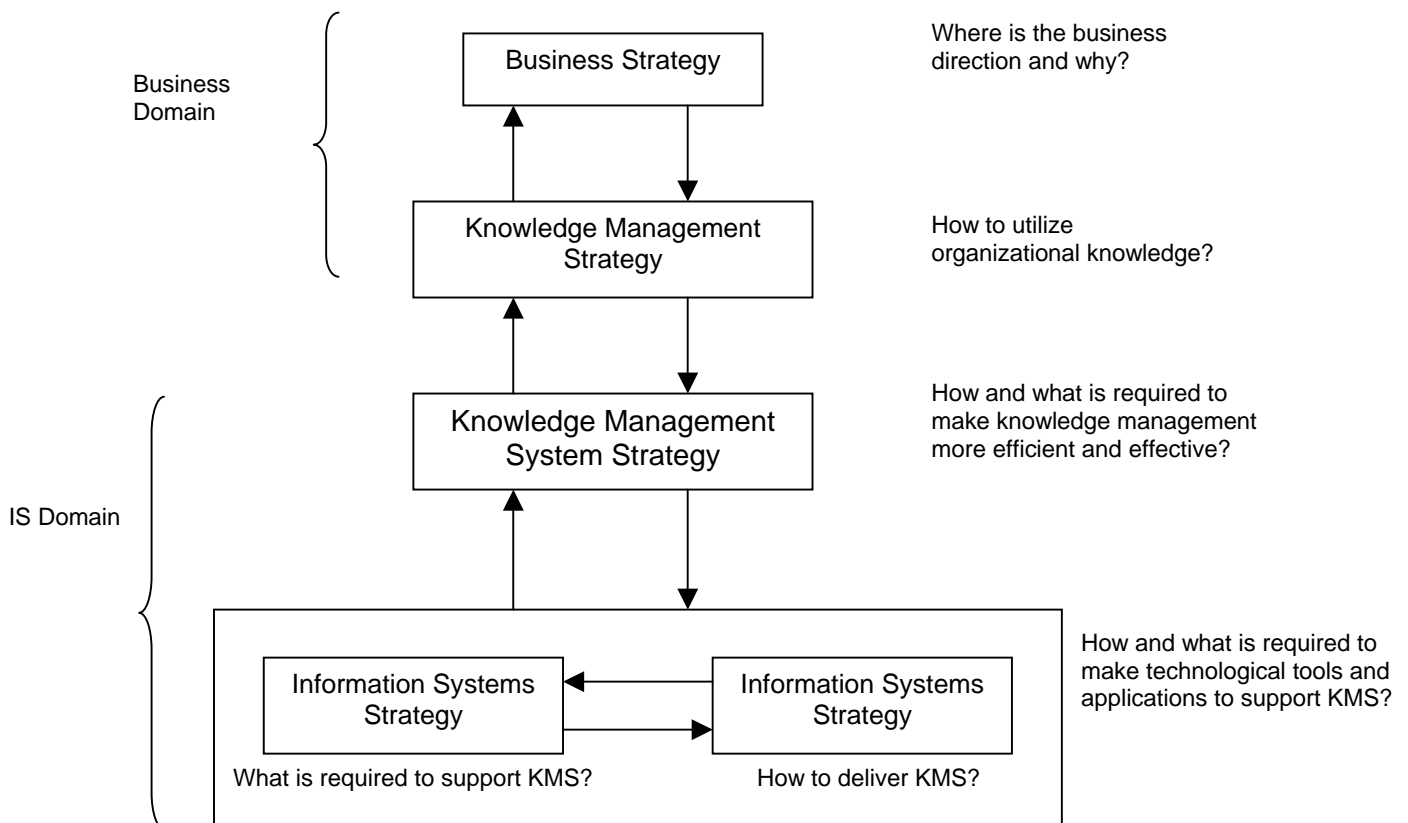 Business Strategy
Where is the business
direction and why?
Business
Domain
Knowledge Management
Strategy
How to utilize
organizational knowledge?
Knowledge Management
System Strategy
How and what is required to
make knowledge management
more efficient and effective?
IS Domain
Information Systems
Strategy
Information Systems
Strategy
How and what is required to
make technological tools and
applications to support KMS?
What is required to support KMS?
How to deliver KMS?